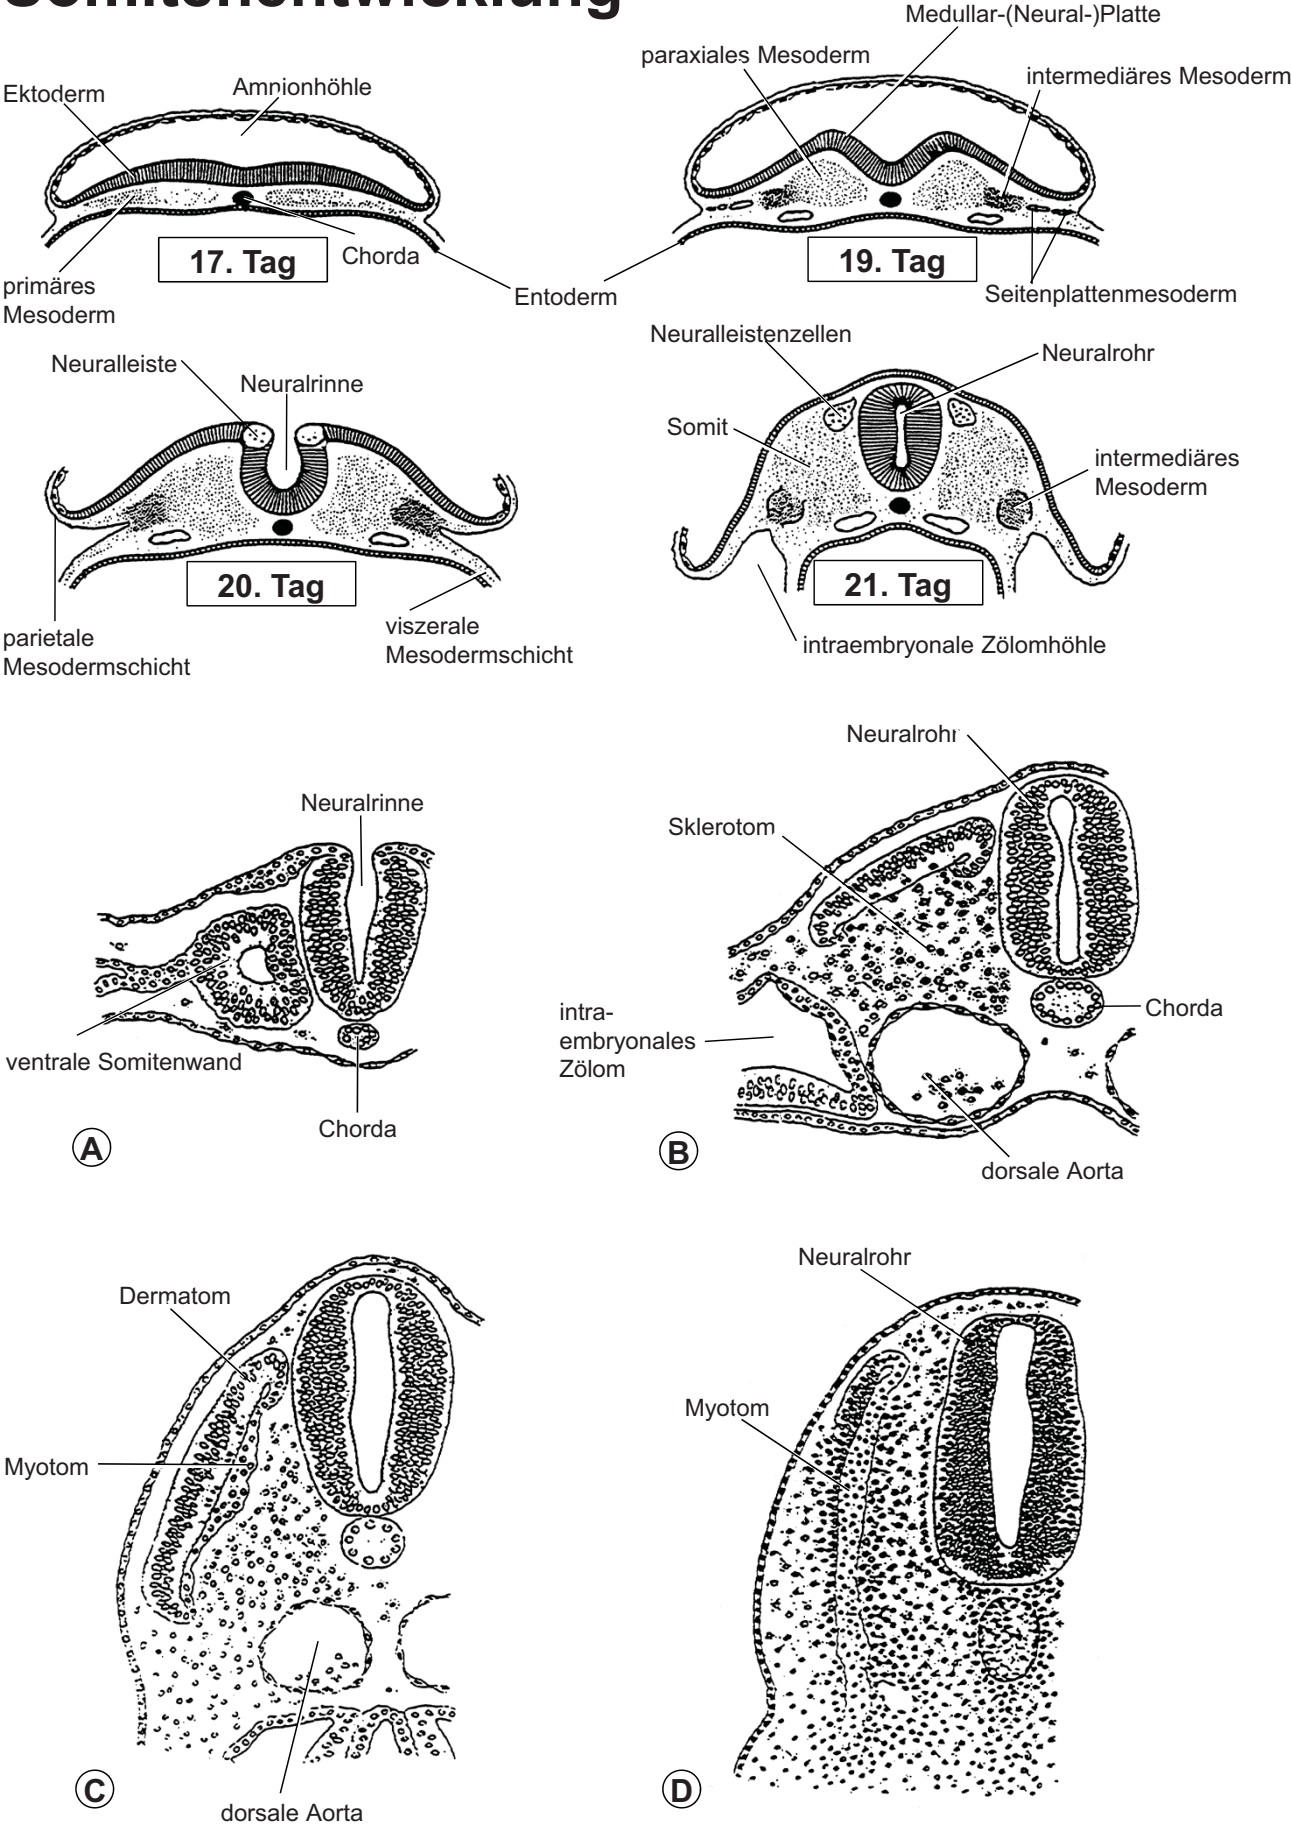 Medullar-(Neural-)Platte
paraxiales Mesoderm
intermediäres Mesoderm
Ektoderm
Amnionhöhle
17. Tag
Chorda
19. Tag
primäres
Mesoderm
Entoderm
Seitenplattenmesoderm
Neuralleiste
Neuralrinne
Neuralleistenzellen
Neuralrohr
Somit
intermediäres
Mesoderm
20. Tag
21. Tag
parietale
Mesodermschicht
viszerale
Mesodermschicht
intraembryonale Zölomhöhle
Neuralrinne
ventrale Somitenwand
Chorda
A
Neuralrohr
Sklerotom
Chorda
intra-
embryonales
Zölom
dorsale Aorta
B
Dermatom
Myotom
dorsale Aorta
C
Neuralrohr
Myotom
D